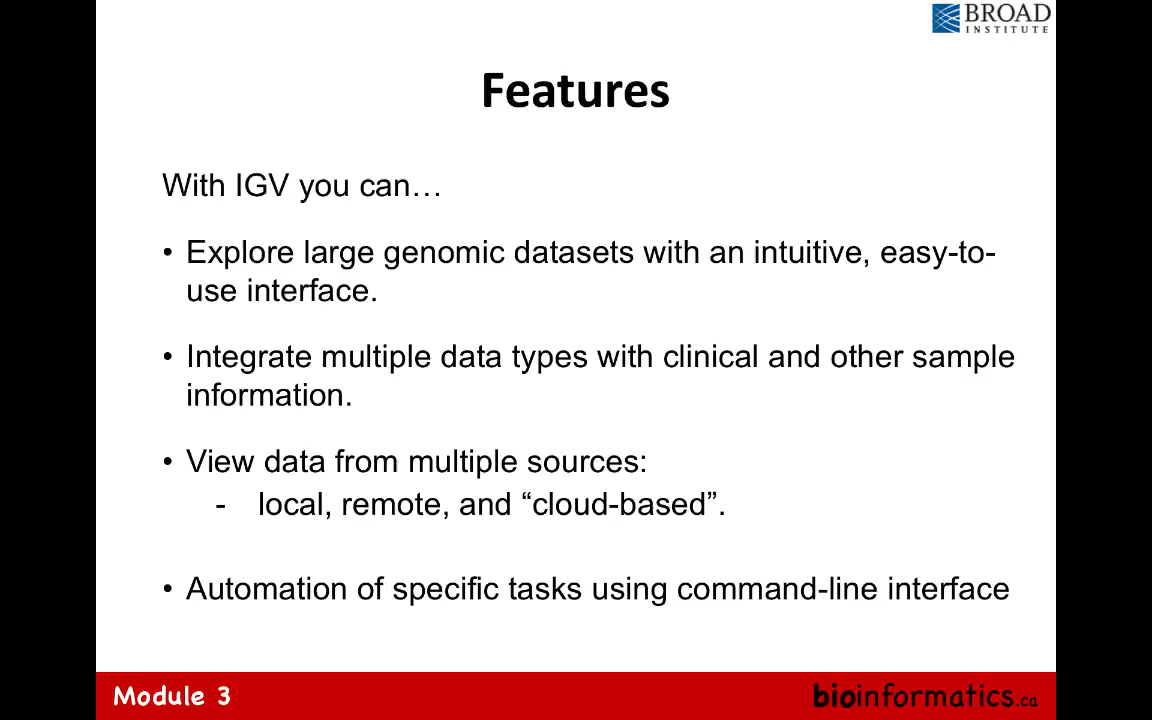 BROAD
INSTITUTE
Features
With IGV you can…
• Explore large genomic datasets with an intuitive, easy-to-
use interface.
• Integrate multiple data types with clinical and other sample
information.
• View data from multiple sources:
- local, remote, and “cloud-based”.
• Automation of specific tasks using command-line interface
Module 3
bioinformatics.ca